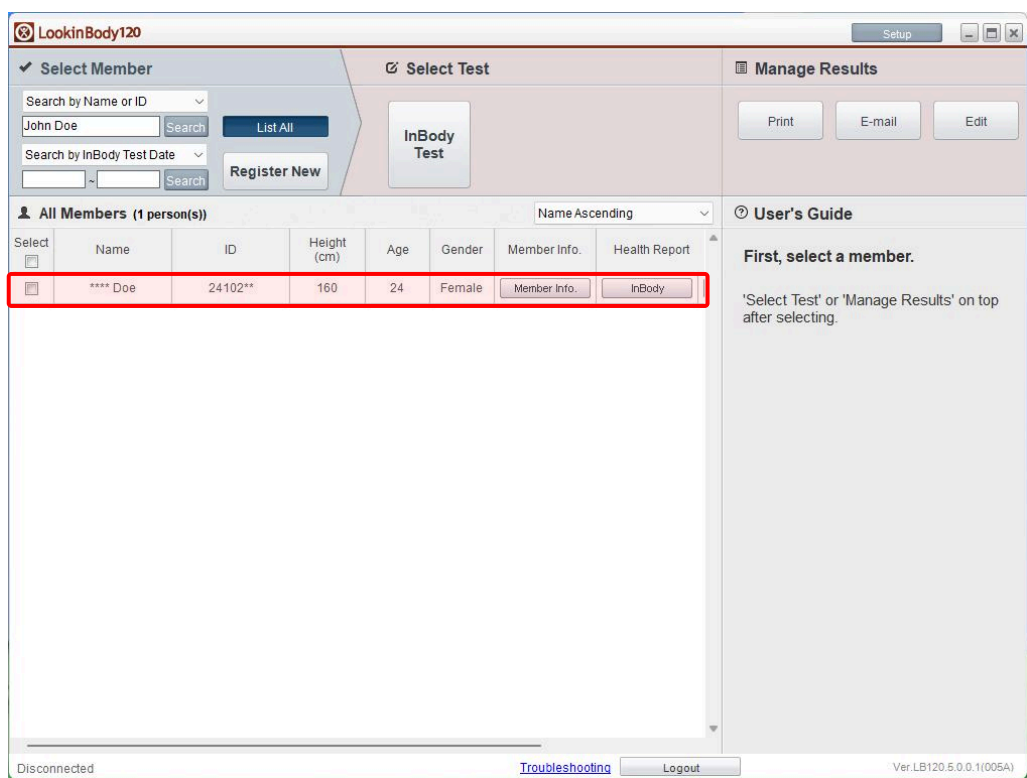 LookinBody120
Setup
Select Member
Select Test
Manage Results
Search by Name or ID
John Doe
Search
List All
Search by InBody Test Date
~
Search
Register New
InBody
Test
Print
E-mail
Edit
All Members (1 person(s))
Name Ascending
User's Guide
Select
Name
ID
Height
(cm)
Age
Gender
Member Info.
Health Report
**** Doe
24102**
160
24
Female
Member Info.
InBody
First, select a member.
'Select Test' or 'Manage Results' on top
after selecting.
Disconnected
Troubleshooting
Logout
Ver.LB120.5.0.0.1(005A)